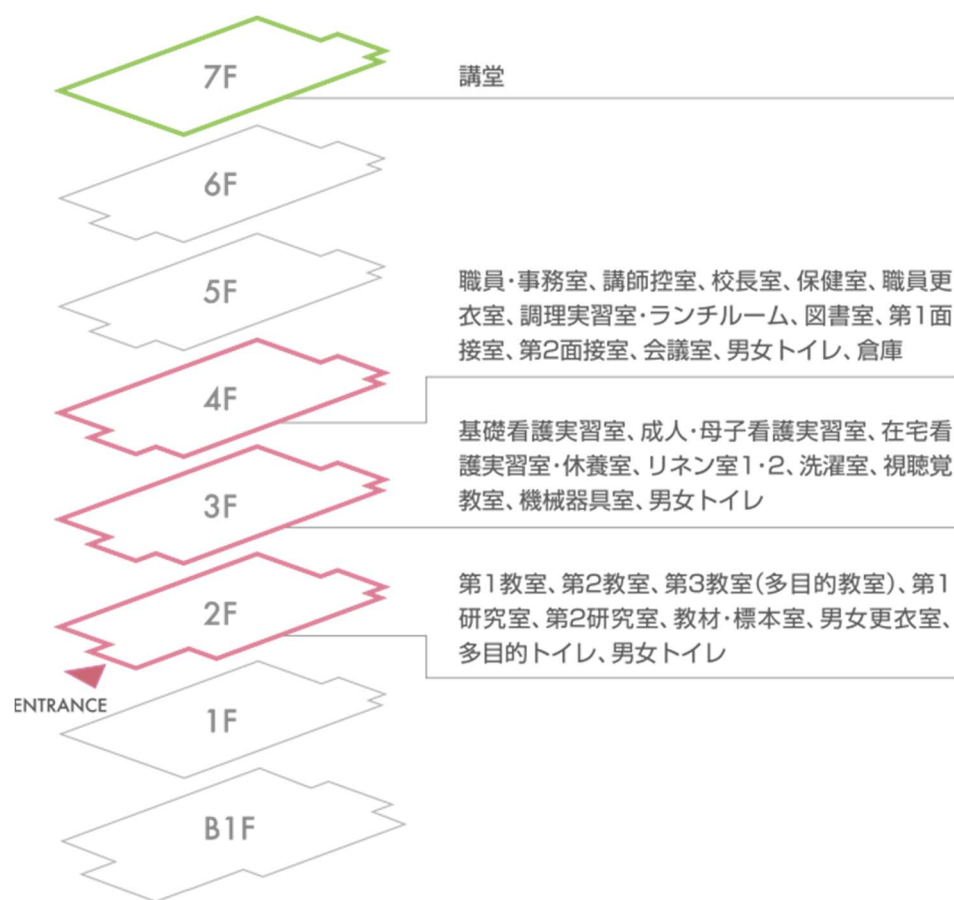 7F
講堂
6F
5F
職員・事務室、講師控室、校長室、保健室、職員更
衣室、調理実習室・ランチルーム、図書室、第1面
接室、第2面接室、会議室、男女トイレ、倉庫
4F
基礎看護実習室、成人・母子看護実習室、在宅看
護実習室・休養室、リネン室1・2、洗濯室、視聴覚
教室、機械器具室、男女トイレ
3F
第1教室、第2教室、第3教室(多目的教室)、第1
研究室、第2研究室、教材・標本室、男女更衣室、
多目的トイレ、男女トイレ
2F
ENTRANCE
1F
B1F